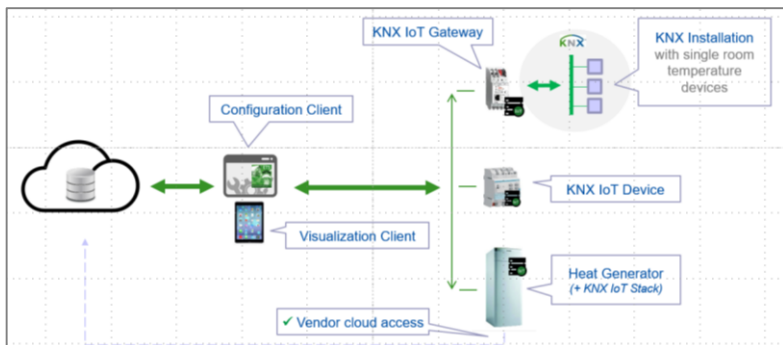 KNX IoT Gateway
KNX
KNX Installation
with single room
temperature
devices
Configuration Client
KNX IoT Device
Visualization Client
Heat Generator
(+ KNX IoT Stack)
✓ Vendor cloud access